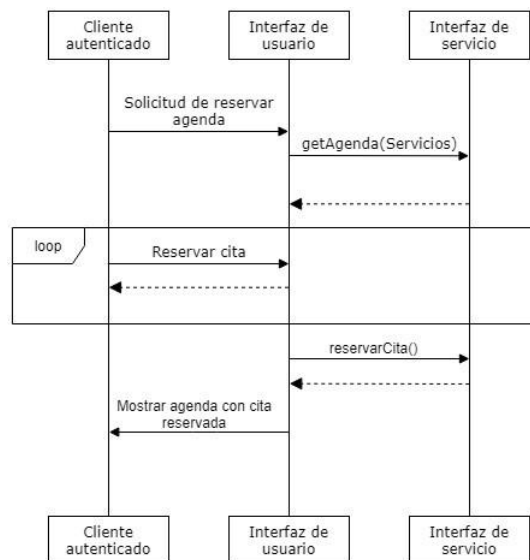 Cliente
autenticado
Interfaz de
usuario
Interfaz de
servicio
Solicitud de reservar
agenda
getAgenda(Servicios)
loop
Reservar cita
reservarCita()
Mostrar agenda con cita
reservada
Cliente
autenticado
Interfaz de
usuario
Interfaz de
servicio